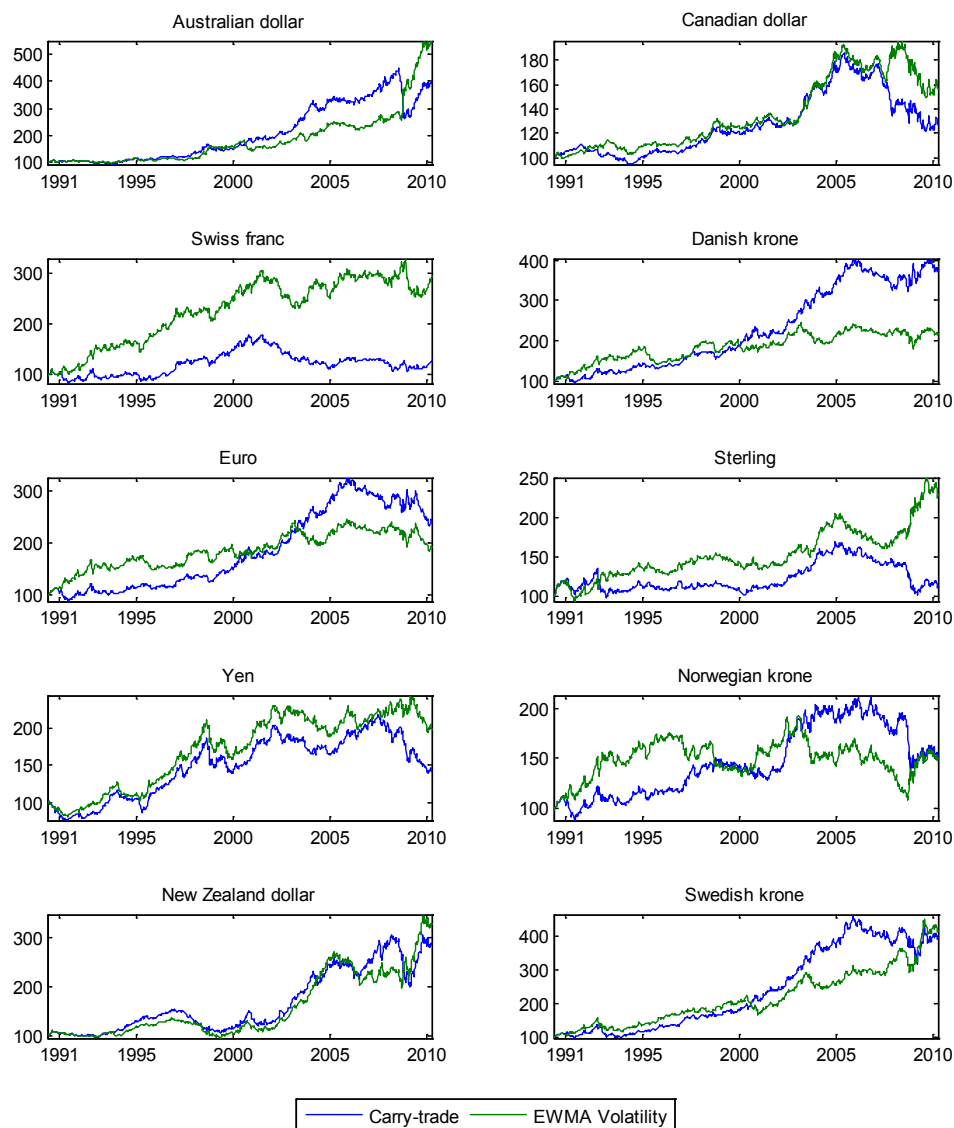 Australian dollar
500
400
300
200
100
1991 1995 2000 2005 2010
Canadian dollar
180
160
140
120
100
1991 1995 2000 2005 2010
Swiss franc
300
200
100
1991 1995 2000 2005 2010
Danish krone
400
300
200
100
1991 1995 2000 2005 2010
Euro
300
200
100
1991 1995 2000 2005 2010
Sterling
250
200
150
100
1991 1995 2000 2005 2010
Yen
200
150
100
1991 1995 2000 2005 2010
Norwegian krone
200
150
100
1991 1995 2000 2005 2010
New Zealand dollar
300
200
100
1991 1995 2000 2005 2010
Swedish krone
400
300
200
100
1991 1995 2000 2005 2010
Carry-trade EWMA Volatility